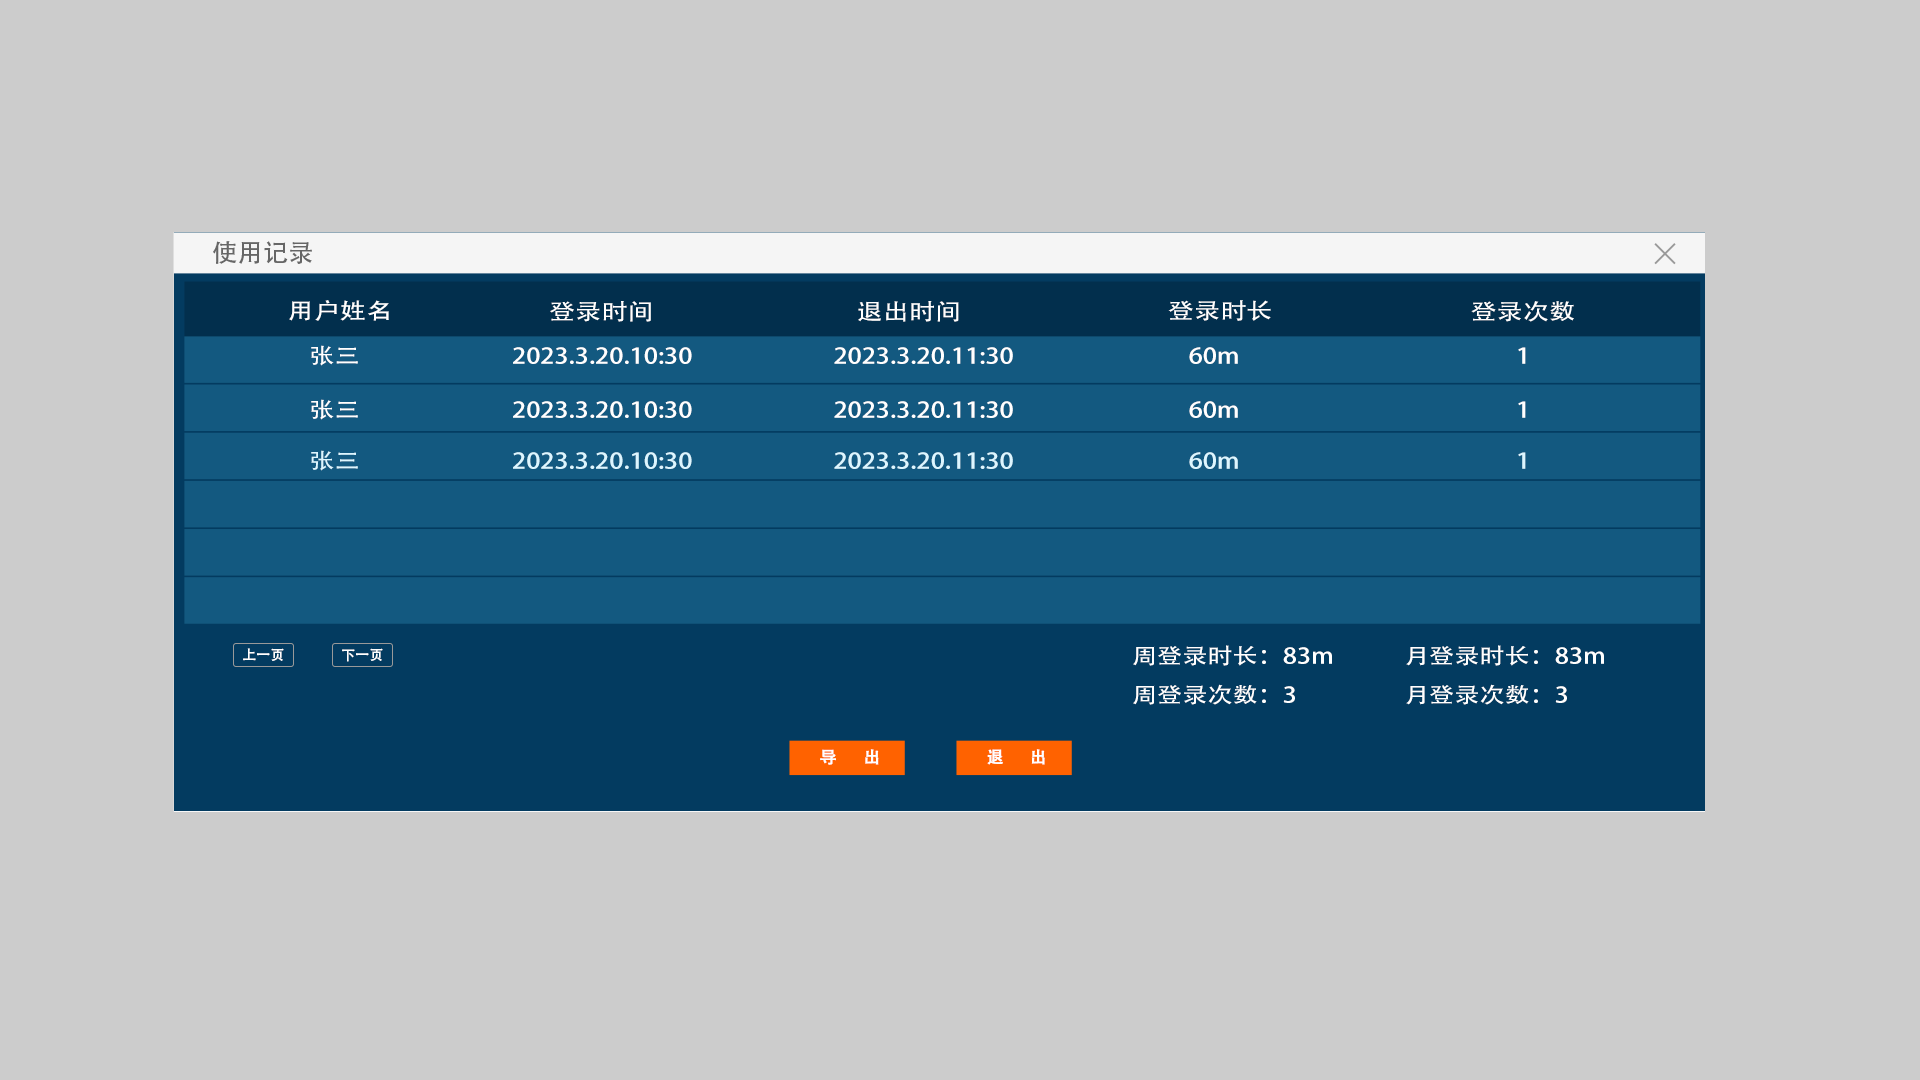 使用记录
用户姓名 登录时间 退出时间 登录时长 登录次数
张三 2023.3.20.10:30 2023.3.20.11:30 60m 1
张三 2023.3.20.10:30 2023.3.20.11:30 60m 1
张三 2023.3.20.10:30 2023.3.20.11:30 60m 1
上一页 下一页 周登录时长：83m 月登录时长：83m
周登录次数：3 月登录次数：3
导 出 退 出